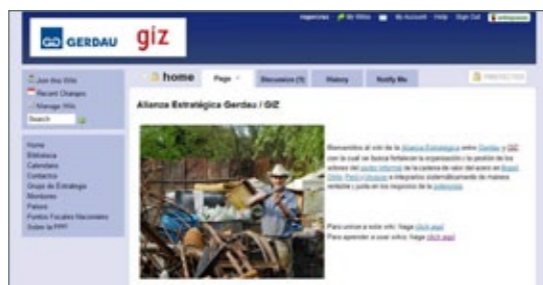 My Wikis
My Account Help Sign Out
GD GERDAU giz
Join this Wiki
Recent Changes
Manage Wiki
Search
home Page Discussion (1) History Notify Me PROTECTED
Alianza Estratégica Gerdau / GIZ
Home
Biblioteca
Calendario
Contactos
Grupo de Estrategia
Monitoreo
Países
Puntos Focales Nacionales
Sobre la PPP
Bienvenidos al wiki de la Alianza Estratégica entre Gerdau y GIZ
con la cual se busca fortalecer la organización y la gestión de los
actores del sector informal de la cadena de valor del acero en Brasil,
Chile, Perú y Uruguay e integrarlos sistemáticamente de manera
rentable y justa en los negocios de la
Para unirse a este wiki, haga click aquí
Para aprender a usar wikis, haga click aquí